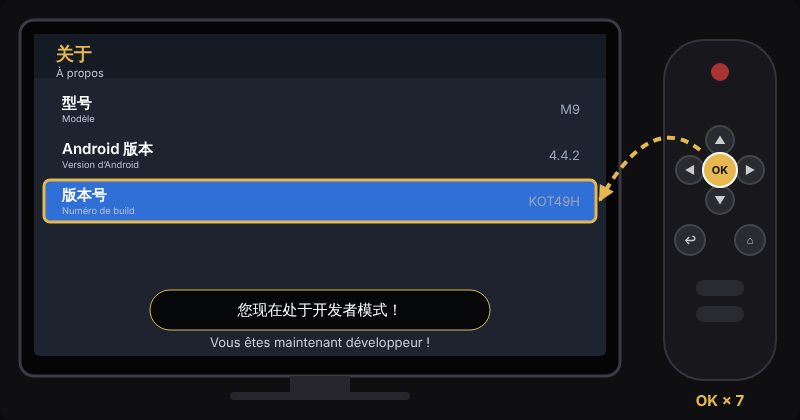 关于
À propos
型号
Modèle
M9
Android 版本
Version d'Android
4.4.2
版本号
Numéro de build
KOT49H
您现在处于开发者模式！
Vous êtes maintenant développeur !
OK
OK × 7